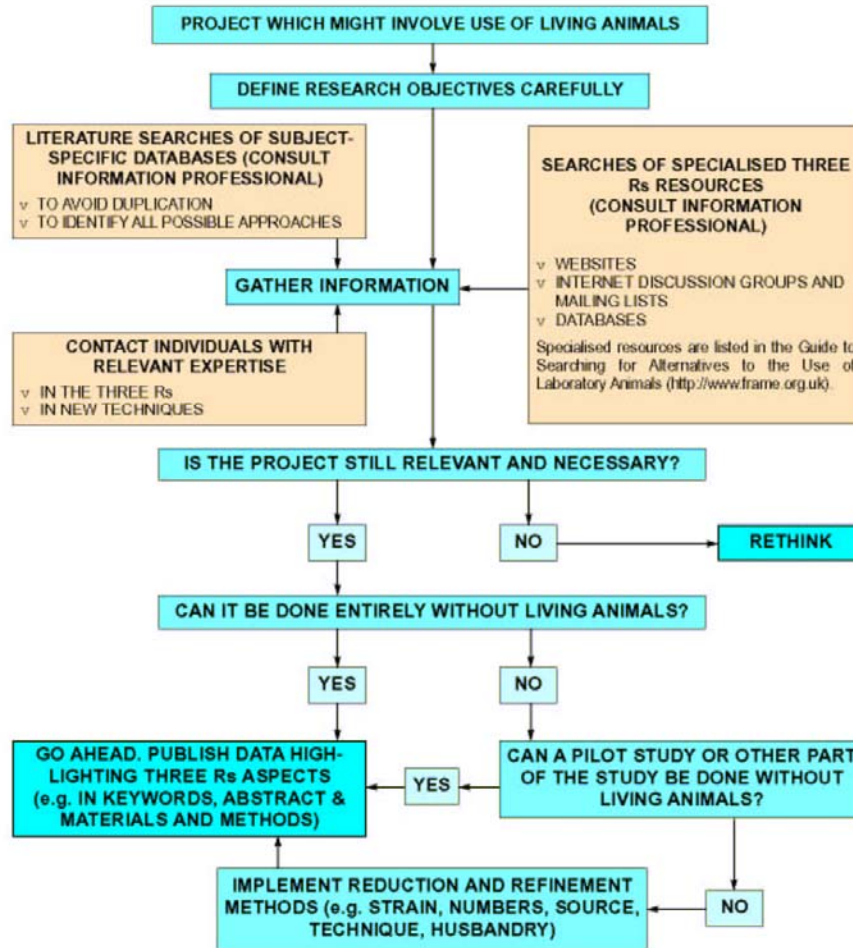 PROJECT WHICH MIGHT INVOLVE USE OF LIVING ANIMALS
DEFINE RESEARCH OBJECTIVES CAREFULLY
LITERATURE SEARCHES OF SUBJECT-
SPECIFIC DATABASES (CONSULT
INFORMATION PROFESSIONAL)
v TO AVOID DUPLICATION
v TO IDENTIFY ALL POSSIBLE APPROACHES
SEARCHES OF SPECIALISED THREE
Rs RESOURCES
(CONSULT INFORMATION
PROFESSIONAL)
v WEBSITES
v INTERNET DISCUSSION GROUPS AND
MAILING LISTS
v DATABASES
Specialised resources are listed in the Guide to
Searching for Alternatives to the Use of
Laboratory Animals (http://www.frame.org.uk).
GATHER INFORMATION
CONTACT INDIVIDUALS WITH
RELEVANT EXPERTISE
v IN THE THREE Rs
v IN NEW TECHNIQUES
IS THE PROJECT STILL RELEVANT AND NECESSARY?
YES
NO
RETHINK
CAN IT BE DONE ENTIRELY WITHOUT LIVING ANIMALS?
YES
NO
GO AHEAD. PUBLISH DATA HIGH-
LIGHTING THREE Rs ASPECTS
(e.g. IN KEYWORDS, ABSTRACT &
MATERIALS AND METHODS)
YES
CAN A PILOT STUDY OR OTHER PART
OF THE STUDY BE DONE WITHOUT
LIVING ANIMALS?
IMPLEMENT REDUCTION AND REFINEMENT
METHODS (e.g. STRAIN, NUMBERS, SOURCE,
TECHNIQUE, HUSBANDRY)
NO